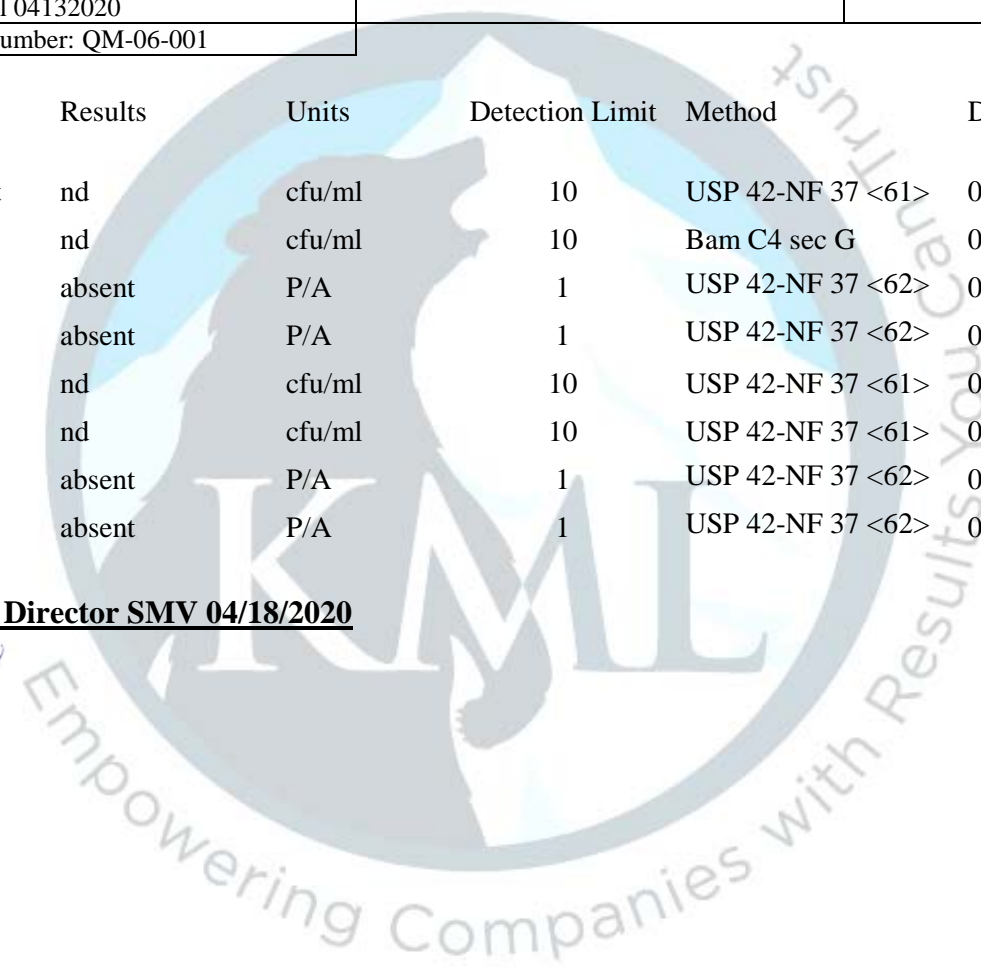 l 04132020
umber: QM-06-001
Results Units Detection Limit Method D
nd cfu/ml 10 USP 42-NF 37 <61> 0
nd cfu/ml 10 Bam C4 sec G 0
absent P/A 1 USP 42-NF 37 <62> 0
absent P/A 1 USP 42-NF 37 <62> 0
nd cfu/ml 10 USP 42-NF 37 <61> 0
nd cfu/ml 10 USP 42-NF 37 <61> 0
absent P/A 1 USP 42-NF 37 <62> 0
absent P/A 1 USP 42-NF 37 <62> 0
Director SMV 04/18/2020
KML
Empowering Companies with Results You Can Trust